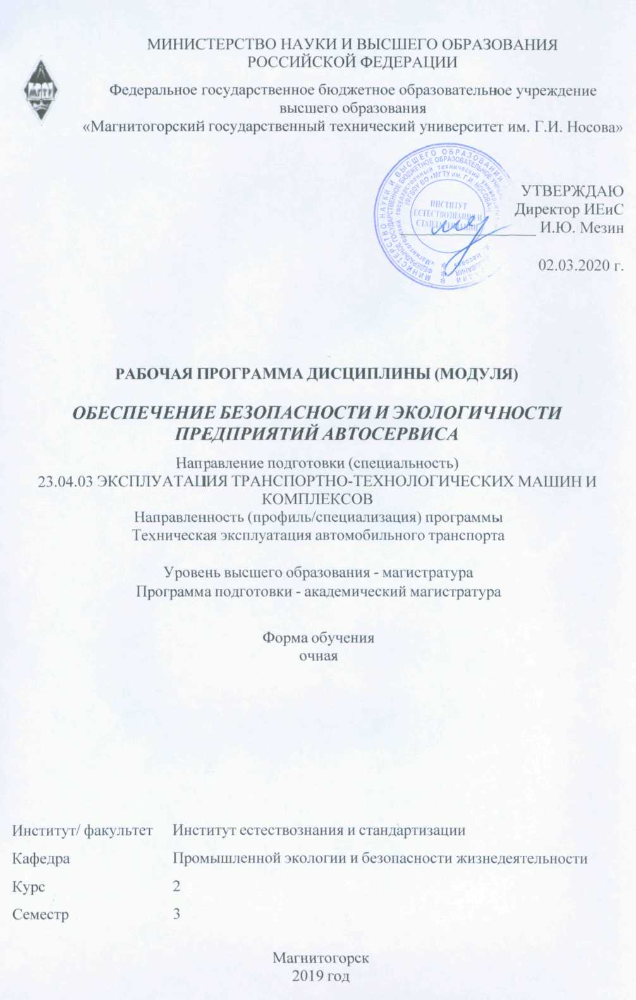 МИНИСТЕРСТВО НАУКИ И ВЫСШЕГО ОБРАЗОВАНИЯ
РОССИЙСКОЙ ФЕДЕРАЦИИ
МГТУ
Федеральное государственное бюджетное образовательное учреждение
высшего образования
«Магнитогорский государственный технический университет им. Г.И. Носова»
УТВЕРЖДАЮ
Директор ИЕиС
И.Ю. Мезин
02.03.2020 г.
ИНСТИТУТ
ЕСТЕСТВОЗНАНИЯ И
СТАНДАРТИЗАЦИИ
РАБОЧАЯ ПРОГРАММА ДИСЦИПЛИНЫ (МОДУЛЯ)
ОБЕСПЕЧЕНИЕ БЕЗОПАСНОСТИ И ЭКОЛОГИЧНОСТИ
ПРЕДПРИЯТИЙ АВТОСЕРВИСА
Направление подготовки (специальность)
23.04.03 ЭКСПЛУАТАЦИЯ ТРАНСПОРТНО-ТЕХНОЛОГИЧЕСКИХ МАШИН И
КОМПЛЕКСОВ
Направленность (профиль/специализация) программы
Техническая эксплуатация автомобильного транспорта
Уровень высшего образования - магистратура
Программа подготовки - академический магистратура
Форма обучения
очная
Институт/ факультет Институт естествознания и стандартизации
Кафедра Промышленной экологии и безопасности жизнедеятельности
Курс 2
Семестр 3
Магнитогорск
2019 год